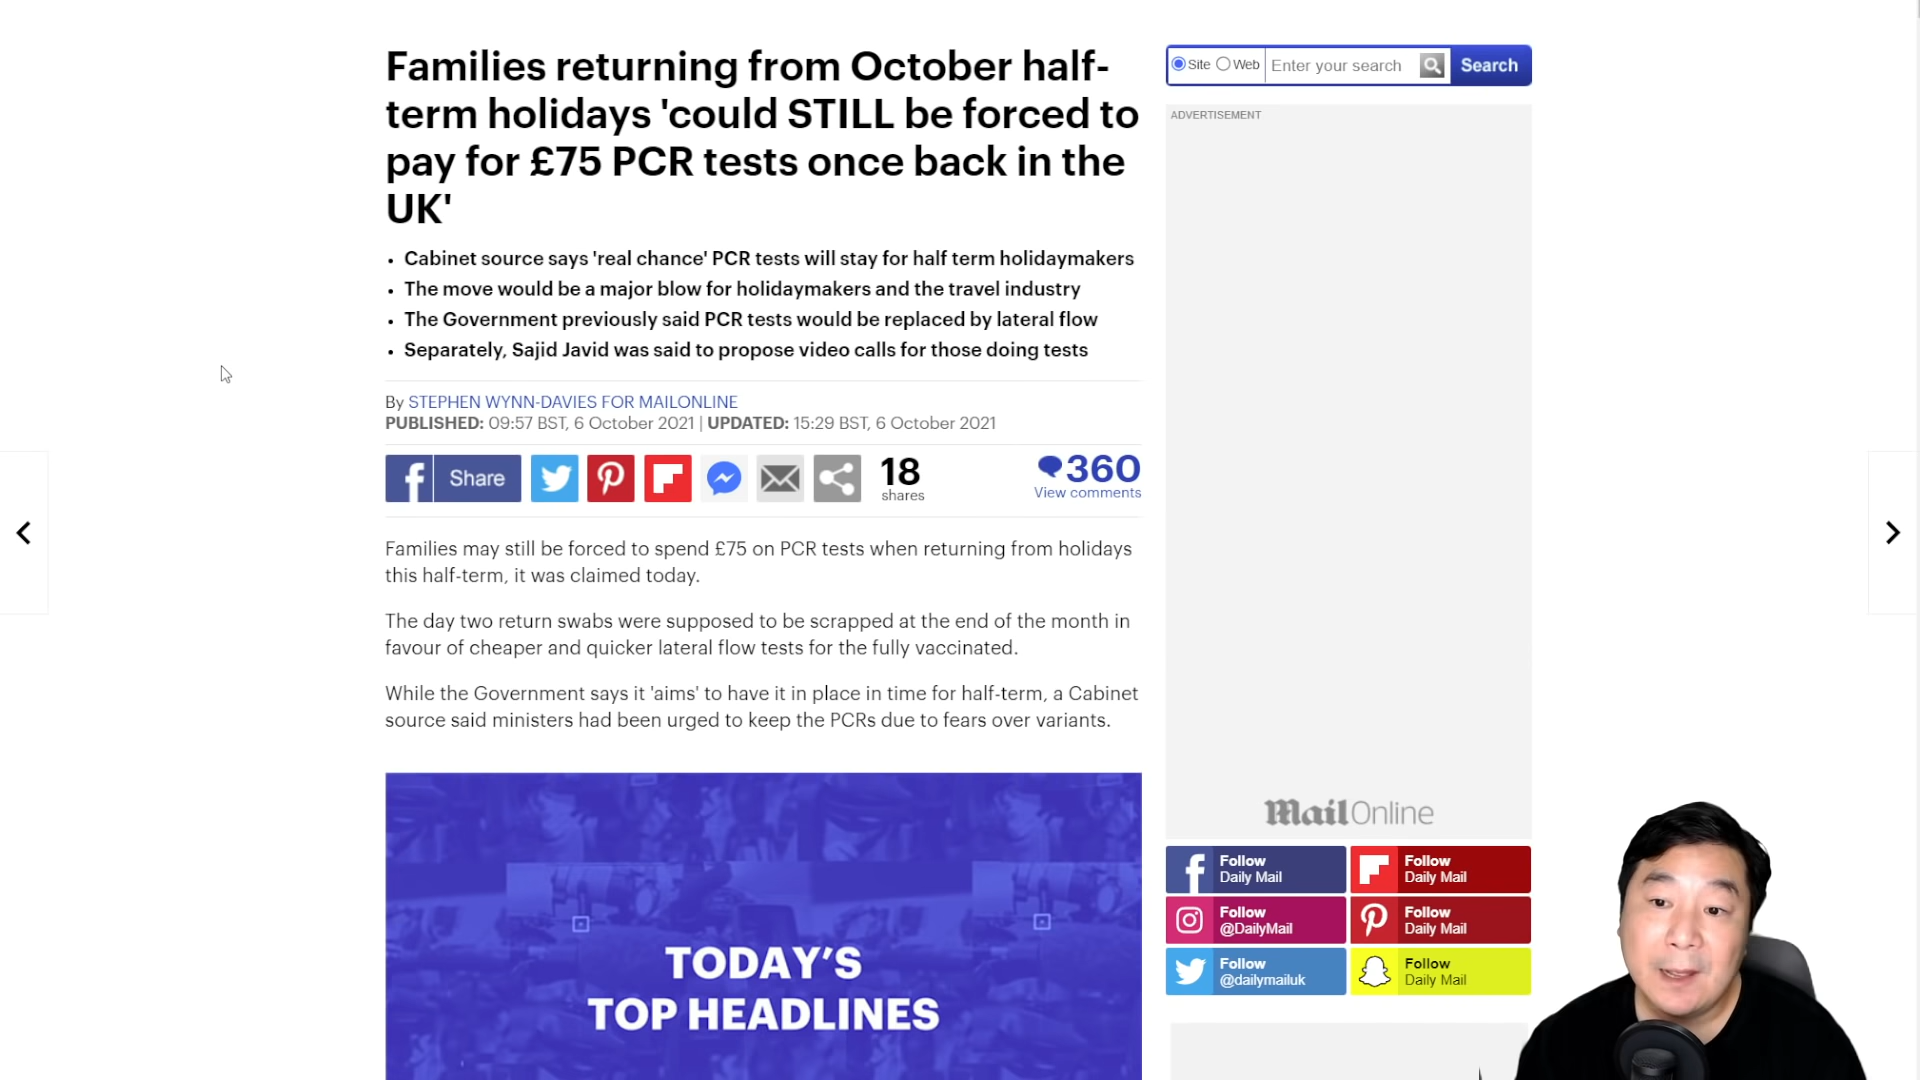 Families returning from October half-
term holidays 'could STILL be forced to
pay for £75 PCR tests once back in the
UK'
• Cabinet source says 'real chance' PCR tests will stay for half term holidaymakers
• The move would be a major blow for holidaymakers and the travel industry
• The Government previously said PCR tests would be replaced by lateral flow
• Separately, Sajid Javid was said to propose video calls for those doing tests
By STEPHEN WYNN-DAVIES FOR MAILONLINE
PUBLISHED: 09:57 BST, 6 October 2021 | UPDATED: 15:29 BST, 6 October 2021
Share
18
shares
360
View comments
Families may still be forced to spend £75 on PCR tests when returning from holidays
this half-term, it was claimed today.
The day two return swabs were supposed to be scrapped at the end of the month in
favour of cheaper and quicker lateral flow tests for the fully vaccinated.
While the Government says it 'aims' to have it in place in time for half-term, a Cabinet
source said ministers had been urged to keep the PCRs due to fears over variants.
TODAY'S
TOP HEADLINES
Site Web Enter your search Search
ADVERTISEMENT
MailOnline
Follow
Daily Mail
Follow
Daily Mail
Follow
@DailyMail
Follow
Daily Mail
Follow
@dailymailuk
Follow
Daily Mail